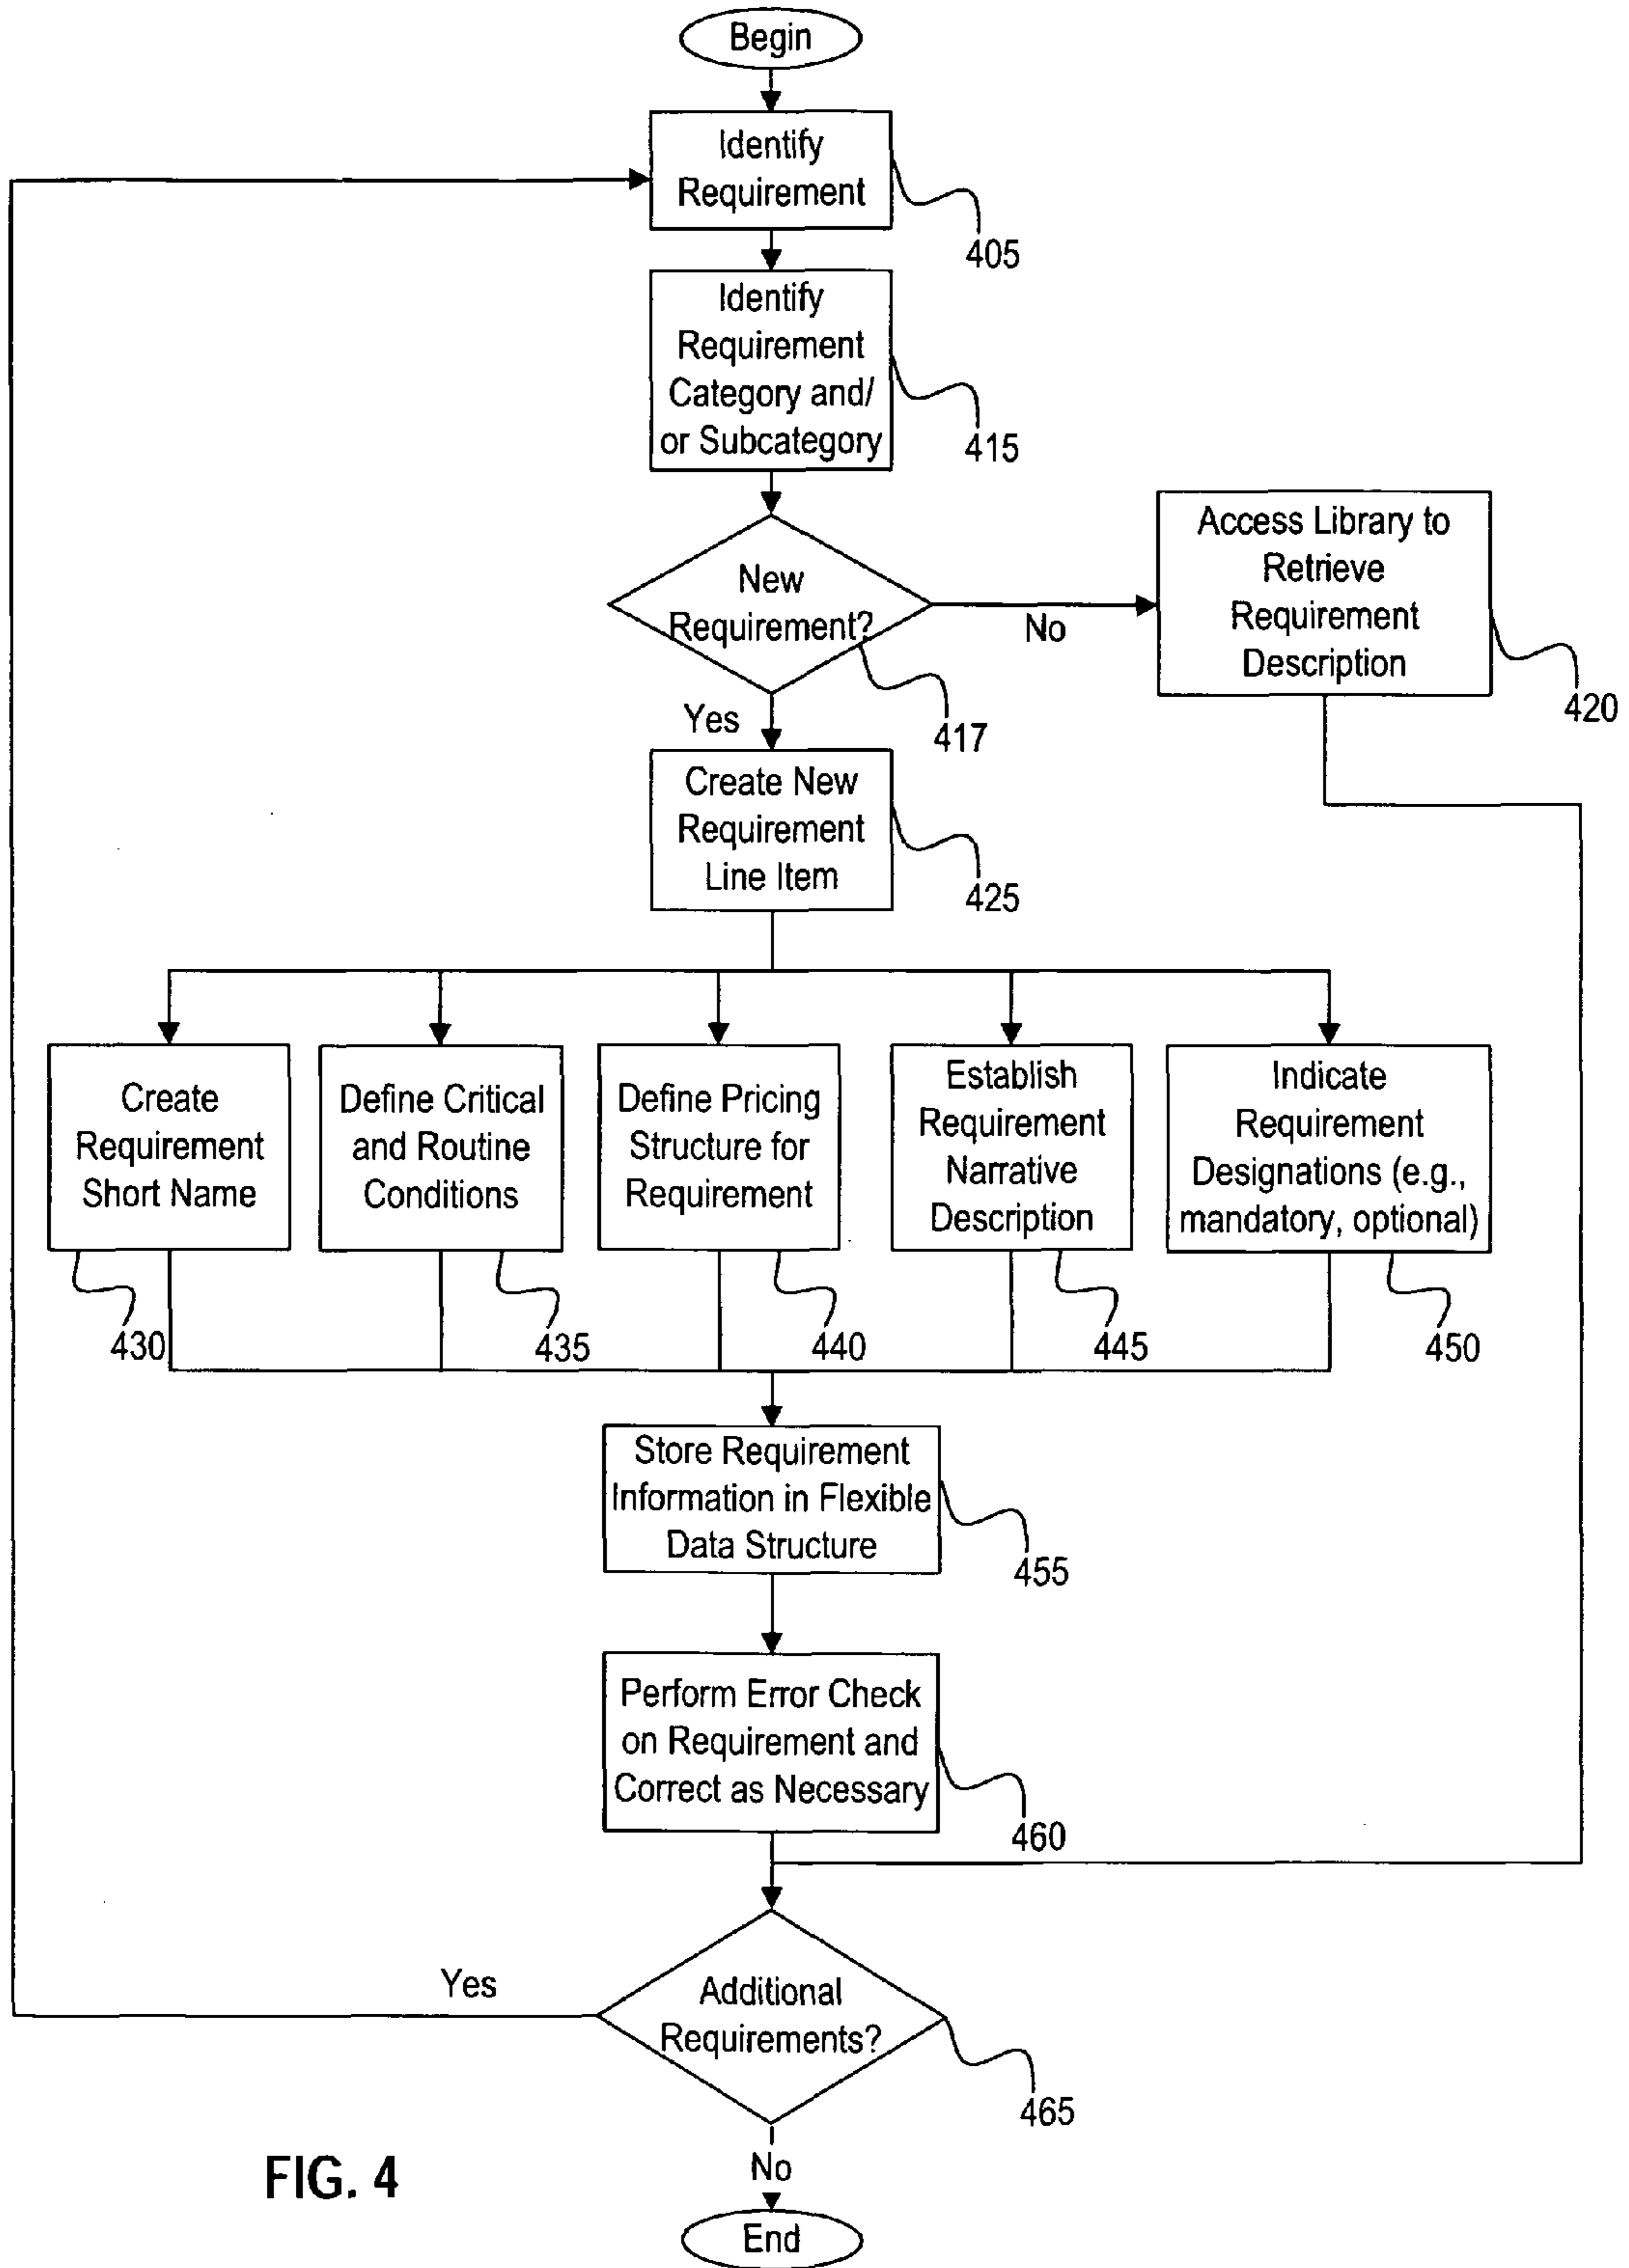 Begin
Identify
Requirement
405
Identify
Requirement
Category and/
or Subcategory
415
New
Requirement?
417
No
Access Library to
Retrieve
Requirement
Description
420
Yes
Create New
Requirement
Line Item
425
Create
Requirement
Short Name
430
Define Critical
and Routine
Conditions
435
Define Pricing
Structure for
Requirement
440
Establish
Requirement
Narrative
Description
445
Indicate
Requirement
Designations (e.g.,
mandatory, optional)
450
Store Requirement
Information in Flexible
Data Structure
455
Perform Error Check
on Requirement and
Correct as Necessary
460
Yes
Additional
Requirements?
465
No
End
FIG. 4